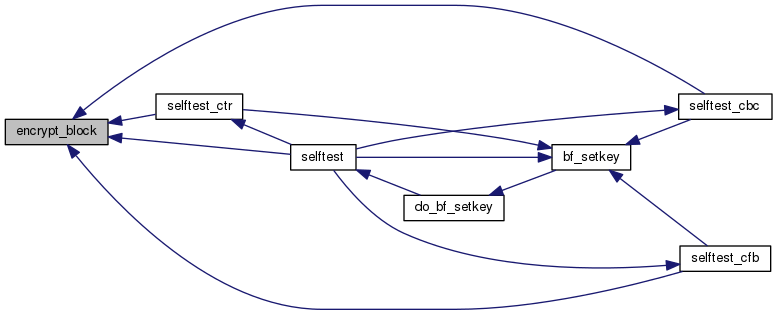 encrypt_block
selftest_ctr
selftest
do_bf_setkey
bf_setkey
selftest_cbc
selftest_cfb